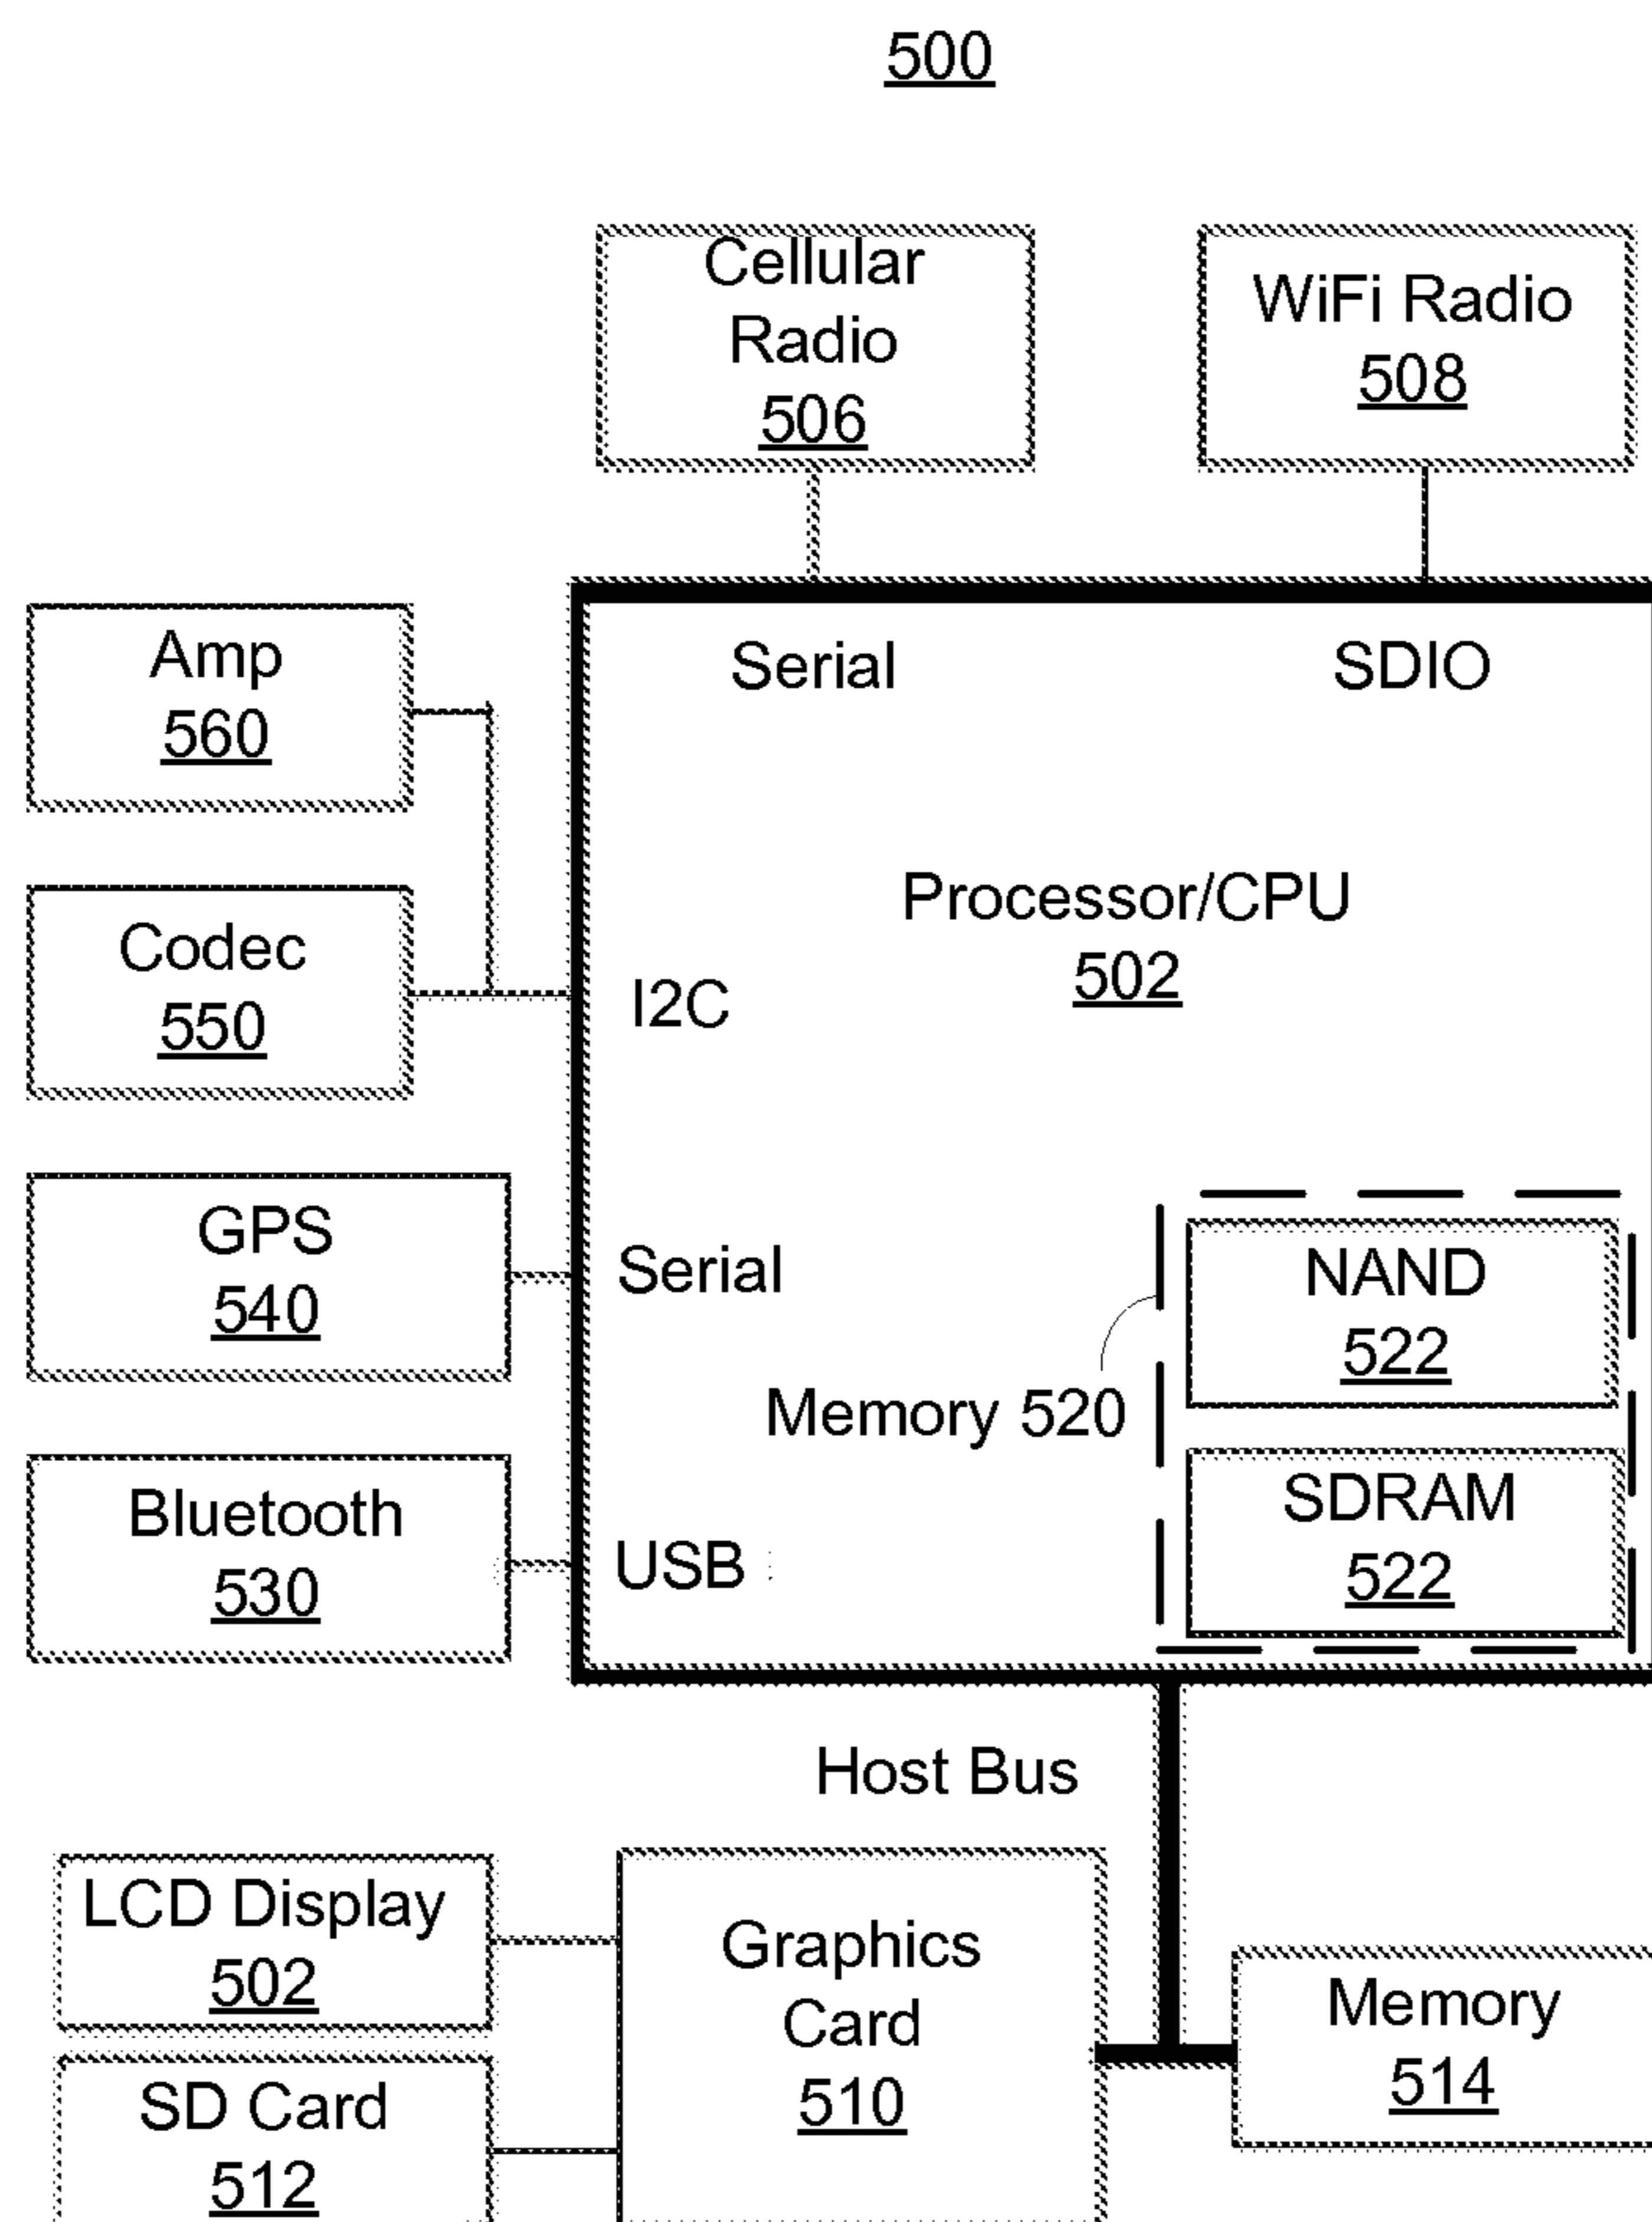 500
Cellular
Radio
506
WiFi Radio
508
Amp
560
Serial
SDIO
Processor/CPU
502
Codec
550
I2C
GPS
540
Serial
NAND
522
Memory 520
Bluetooth
530
USB
SDRAM
522
Host Bus
LCD Display
502
Graphics
Card
510
Memory
514
SD Card
512